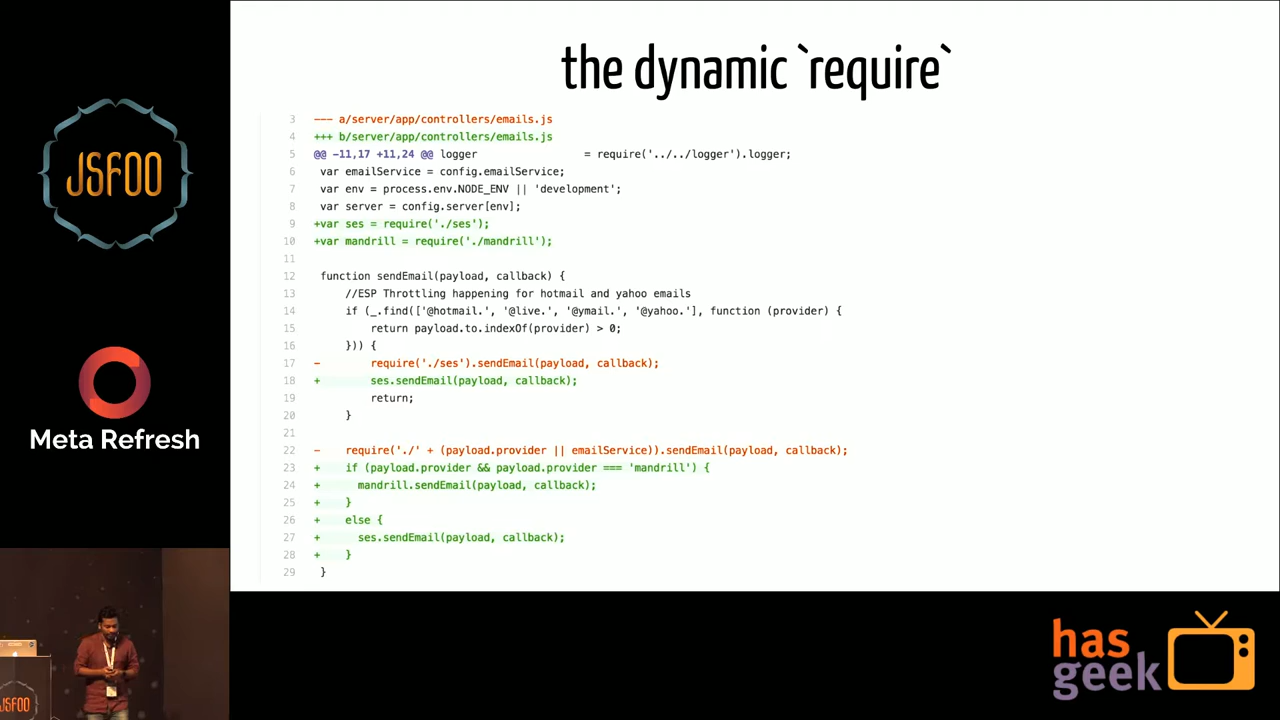 the dynamic `require`
3 --- a/server/app/controllers/emails.js
4 +++ b/server/app/controllers/emails.js
5 @@ -11,17 +11,24 @@ logger                 = require('../../logger').logger;
6  var emailService = config.emailService;
7  var env = process.env.NODE_ENV || 'development';
8  var server = config.server[env];
9 +var ses = require('./ses');
10 +var mandrill = require('./mandrill');
11
12  function sendEmail(payload, callback) {
13      //ESP Throttling happening for hotmail and yahoo emails
14      if (_.find(['@hotmail.', '@live.', '@ymail.', '@yahoo.'], function (provider) {
15          return payload.to.indexOf(provider) > 0;
16      })) {
17 -        require('./ses').sendEmail(payload, callback);
18 +        ses.sendEmail(payload, callback);
19          return;
20      }
21
22 -    require('./' + (payload.provider || emailService)).sendEmail(payload, callback);
23 +    if (payload.provider && payload.provider === 'mandrill') {
24 +      mandrill.sendEmail(payload, callback);
25 +    }
26 +    else {
27 +      ses.sendEmail(payload, callback);
28 +    }
29  }
JSFOO
Meta Refresh
JSFOO
has
geek